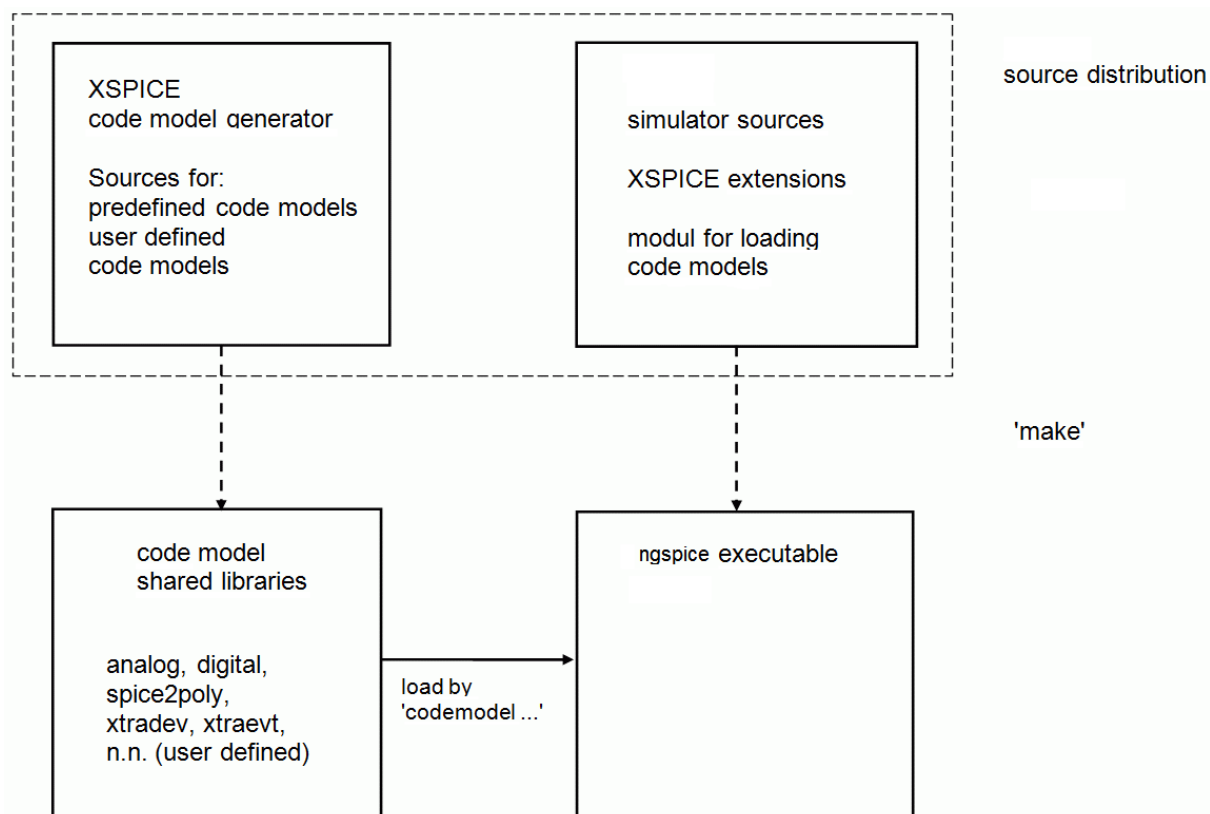 XSPICE
code model generator
Sources for:
predefined code models
user defined
code models
simulator sources
XSPICE extensions
modul for loading
code models
source distribution
'make'
code model
shared libraries
analog, digital,
spice2poly,
xtradev, xtraevt,
n.n. (user defined)
load by
'codemodel ...'
ngspice executable